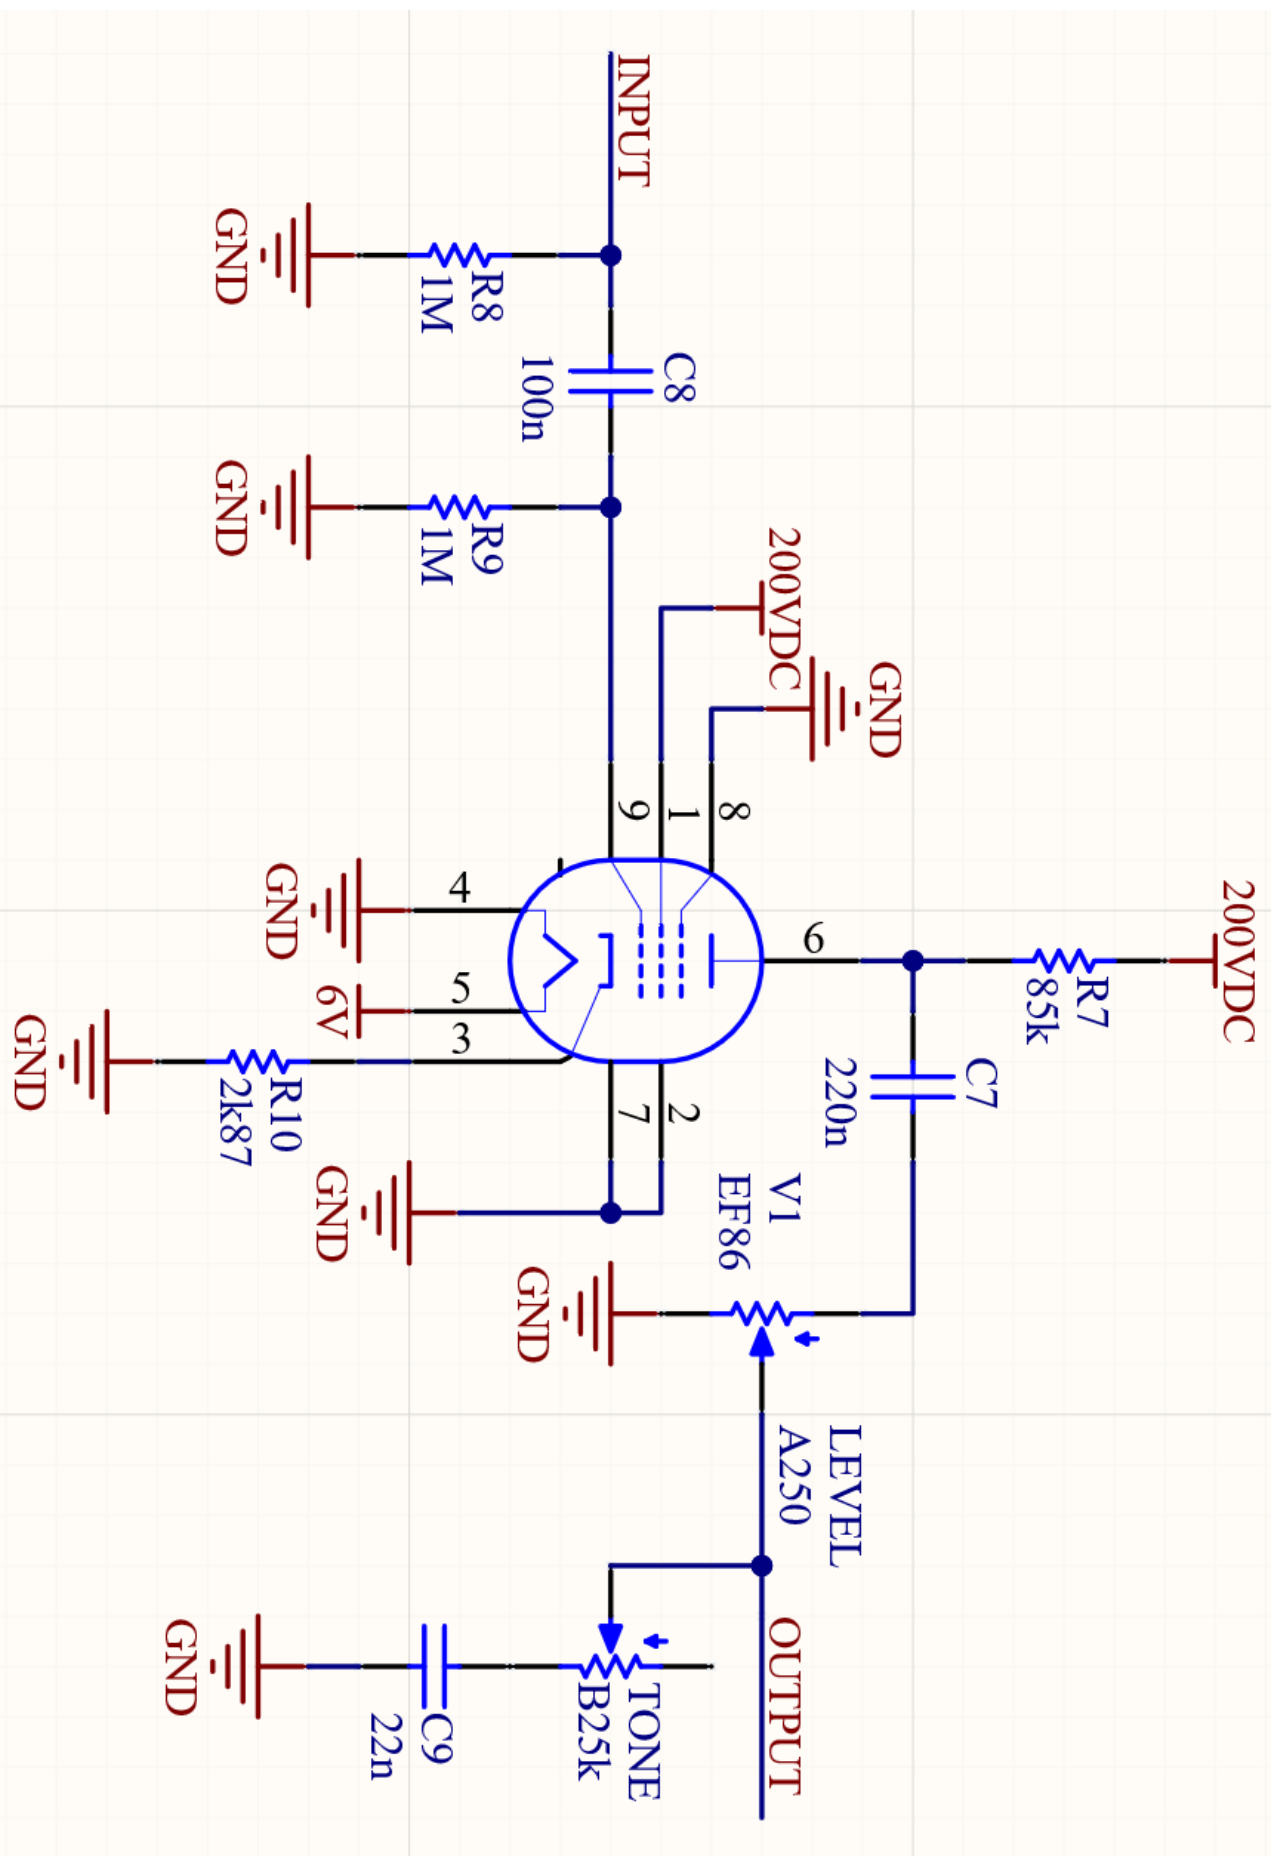 INPUT
GND
R8
1M
C8
100n
GND
R9
1M
200VDC
GND
9
1
8
GND
4
6V
5
3
6
200VDC
R7
85k
C7
220n
GND
R10
2k87
7
2
GND
V1
EF86
GND
LEVEL
A250
OUTPUT
TONE
B25k
C9
22n
GND